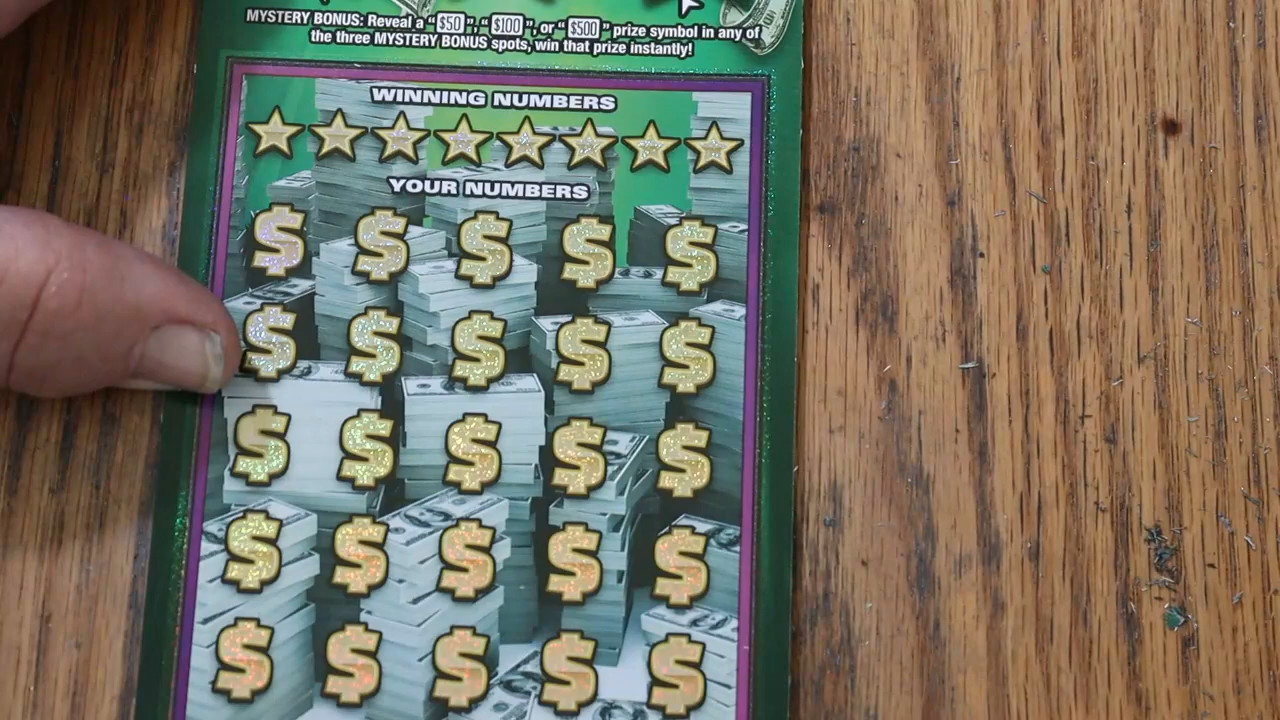 MYSTERY BONUS: Reveal a "$50", "$100", or "$500" prize symbol in any of
the three MYSTERY BONUS spots, win that prize instantly!
WINNING NUMBERS
YOUR NUMBERS